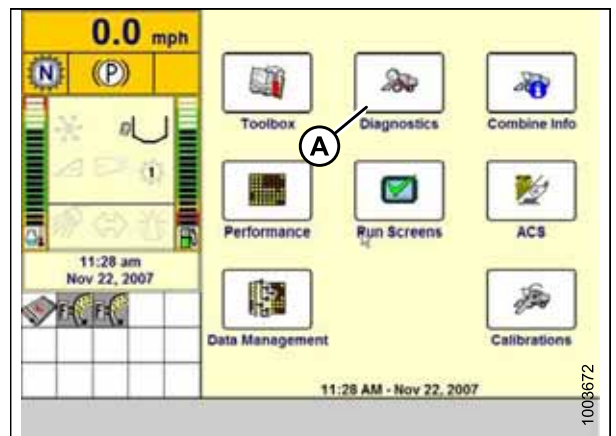 0.0 mph
N
(P)
Toolbox
Diagnostics
Combine Info
A
Performance
Run Screens
ACS
11:28 am
Nov 22, 2007
F
F
Data Management
Calibrations
11:28 AM - Nov 22, 2007
1003672